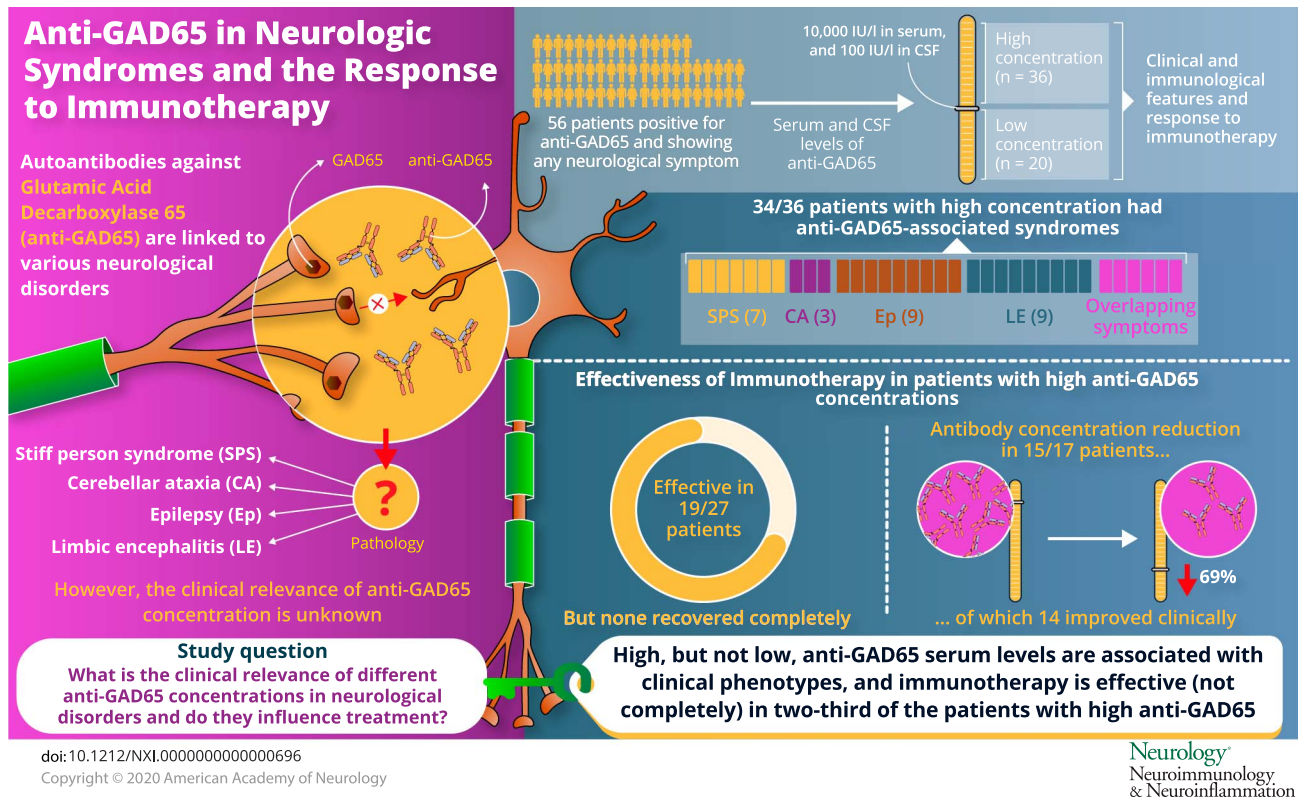 Anti-GAD65 in Neurologic
Syndromes and the Response
to Immunotherapy
Autoantibodies against
Glutamic Acid
Decarboxylase 65
(anti-GAD65) are linked to
various neurological
disorders
GAD65
anti-GAD65
?
Pathology
Stiff person syndrome (SPS)
Cerebellar ataxia (CA)
Epilepsy (Ep)
Limbic encephalitis (LE)
However, the clinical relevance of anti-GAD65
concentration is unknown
Study question
What is the clinical relevance of different
anti-GAD65 concentrations in neurological
disorders and do they influence treatment?
56 patients positive for
anti-GAD65 and showing
any neurological symptom
Serum and CSF
levels of
anti-GAD65
10,000 IU/l in serum,
and 100 IU/l in CSF
High
concentration
(n = 36)
Low
concentration
(n = 20)
Clinical and
immunological
features and
response to
immunotherapy
34/36 patients with high concentration had
anti-GAD65-associated syndromes
SPS (7)
CA (3)
Ep (9)
LE (9)
Overlapping
symptoms
Effectiveness of Immunotherapy in patients with high anti-GAD65
concentrations
Effective in
19/27
patients
But none recovered completely
Antibody concentration reduction
in 15/17 patients...
69%
... of which 14 improved clinically
High, but not low, anti-GAD65 serum levels are associated with
clinical phenotypes, and immunotherapy is effective (not
completely) in two-third of the patients with high anti-GAD65
doi:10.1212/NXI.0000000000000696
Copyright © 2020 American Academy of Neurology
Neurology®
Neuroimmunology
& Neuroinflammation